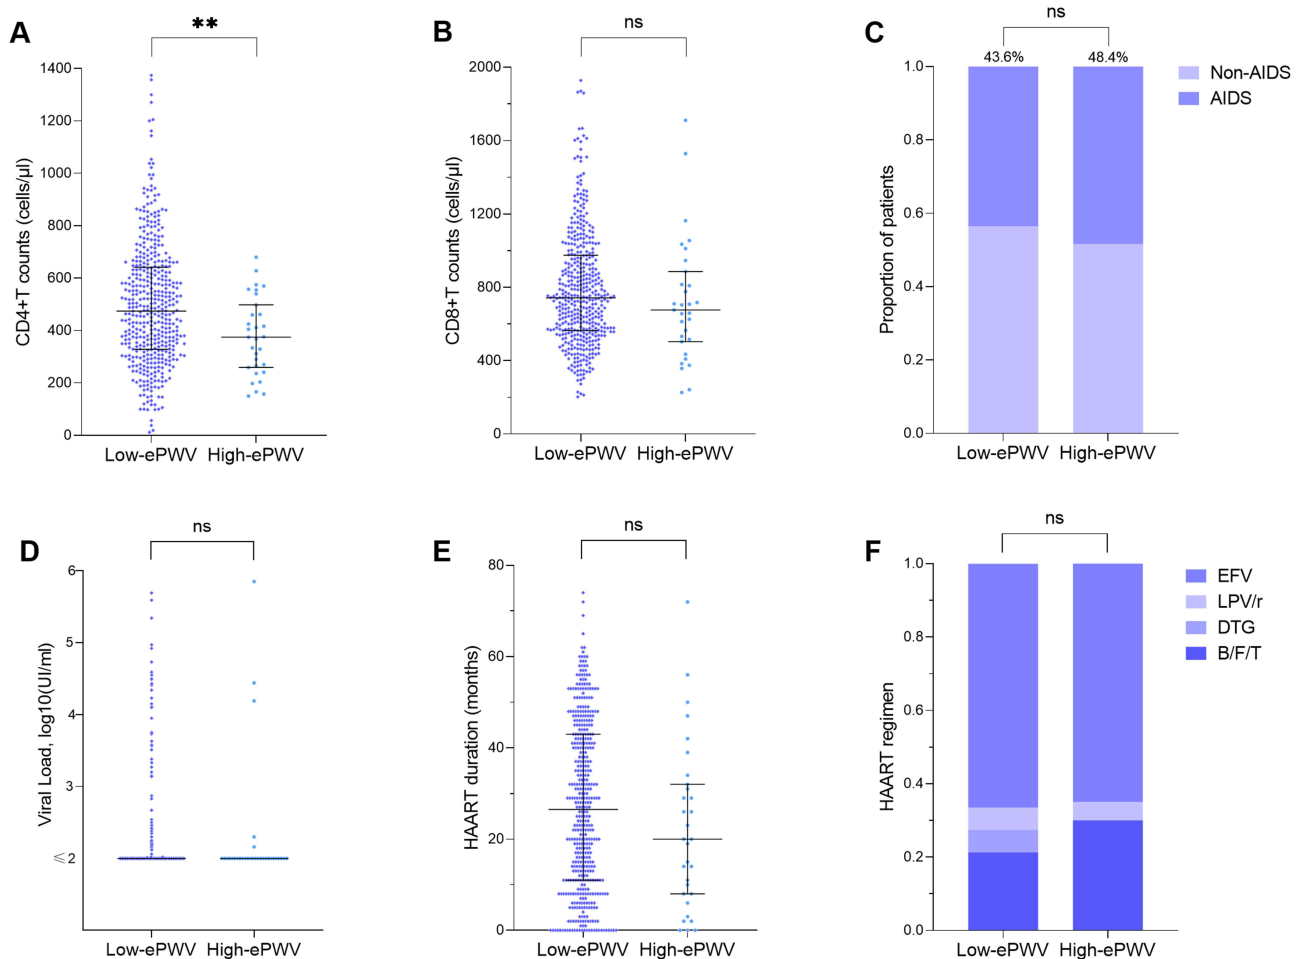 A
**
CD4+T counts (cells/μl)
1400
1200
1000
800
600
400
200
0
Low-ePWV High-ePWV
B
ns
CD8+T counts (cells/μl)
2000
1600
1200
800
400
0
Low-ePWV High-ePWV
C
ns
43.6% 48.4%
Proportion of patients
1.0
0.8
0.6
0.4
0.2
0.0
Low-ePWV High-ePWV
Non-AIDS
AIDS
D
ns
Viral Load, log10(UI/ml)
6
5
4
3
⩽2
Low-ePWV High-ePWV
E
ns
HAART duration (months)
80
60
40
20
0
Low-ePWV High-ePWV
F
ns
HAART regimen
1.0
0.8
0.6
0.4
0.2
0.0
Low-ePWV High-ePWV
EFV
LPV/r
DTG
B/F/T